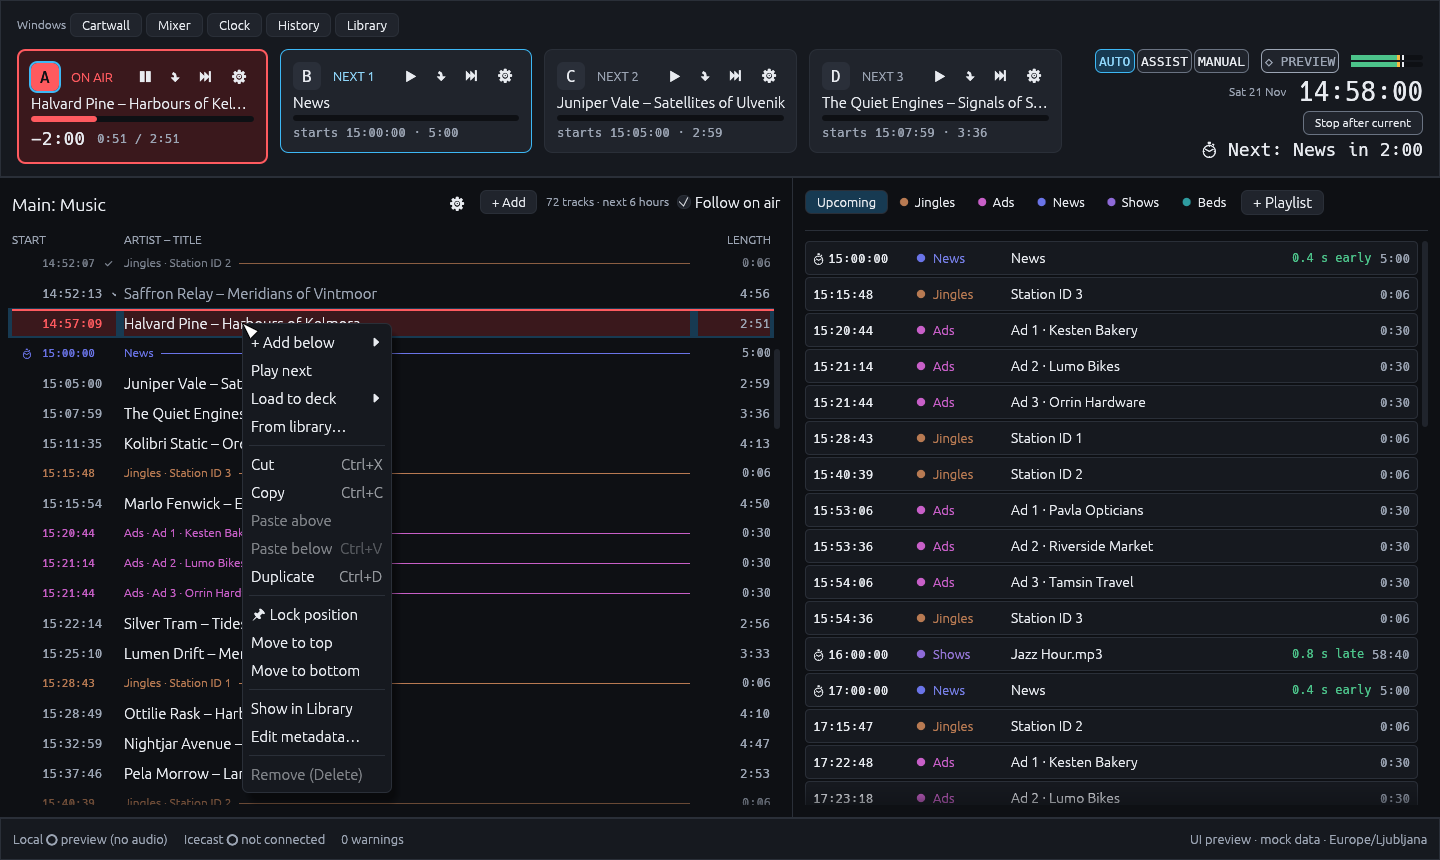 Windows Cartwall Mixer Clock History Library
A ON AIR
Halvard Pine – Harbours of Kel…
−2:00 0:51 / 2:51
B NEXT 1
News
starts 15:00:00 · 5:00
C NEXT 2
Juniper Vale – Satellites of Ulvenik
starts 15:05:00 · 2:59
D NEXT 3
The Quiet Engines – Signals of S…
starts 15:07:59 · 3:36
AUTO ASSIST MANUAL ◇ PREVIEW
Sat 21 Nov 14:58:00
Stop after current
Next: News in 2:00
Main: Music
+ Add 72 tracks · next 6 hours Follow on air
START ARTIST – TITLE LENGTH
14:52:07 Jingles · Station ID 2 0:06
14:52:13 Saffron Relay – Meridians of Vintmoor 4:56
14:57:09 Halvard Pine – Harbours of Kelmora 2:51
15:00:00 News 5:00
15:05:00 Juniper Vale – Sat 2:59
15:07:59 The Quiet Engines 3:36
15:11:35 Kolibri Static – Or 4:13
15:15:48 Jingles · Station ID 3 0:06
15:15:54 Marlo Fenwick – E 4:50
15:20:44 Ads · Ad 1 · Kesten Bak 0:30
15:21:14 Ads · Ad 2 · Lumo Bikes 0:30
15:21:44 Ads · Ad 3 · Orrin Hard 0:30
15:22:14 Silver Tram – Tides 2:56
15:25:10 Lumen Drift – Mer 3:33
15:28:43 Jingles · Station ID 1 0:06
15:28:49 Ottilie Rask – Harb 4:10
15:32:59 Nightjar Avenue – 4:47
15:37:46 Pela Morrow – Lar 2:53
15:40:39 Jingles · Station ID 2 0:06
+ Add below
Play next
Load to deck
From library…
Cut Ctrl+X
Copy Ctrl+C
Paste above
Paste below Ctrl+V
Duplicate Ctrl+D
Lock position
Move to top
Move to bottom
Show in Library
Edit metadata…
Remove (Delete)
Upcoming Jingles Ads News Shows Beds + Playlist
15:00:00 News News 0.4 s early 5:00
15:15:48 Jingles Station ID 3 0:06
15:20:44 Ads Ad 1 · Kesten Bakery 0:30
15:21:14 Ads Ad 2 · Lumo Bikes 0:30
15:21:44 Ads Ad 3 · Orrin Hardware 0:30
15:28:43 Jingles Station ID 1 0:06
15:40:39 Jingles Station ID 2 0:06
15:53:06 Ads Ad 1 · Pavla Opticians 0:30
15:53:36 Ads Ad 2 · Riverside Market 0:30
15:54:06 Ads Ad 3 · Tamsin Travel 0:30
15:54:36 Jingles Station ID 3 0:06
16:00:00 Shows Jazz Hour.mp3 0.8 s late 58:40
17:00:00 News News 0.4 s early 5:00
17:15:47 Jingles Station ID 2 0:06
17:22:48 Ads Ad 1 · Kesten Bakery 0:30
17:23:18 Ads Ad 2 · Lumo Bikes 0:30
Local preview (no audio) Icecast not connected 0 warnings
UI preview · mock data · Europe/Ljubljana